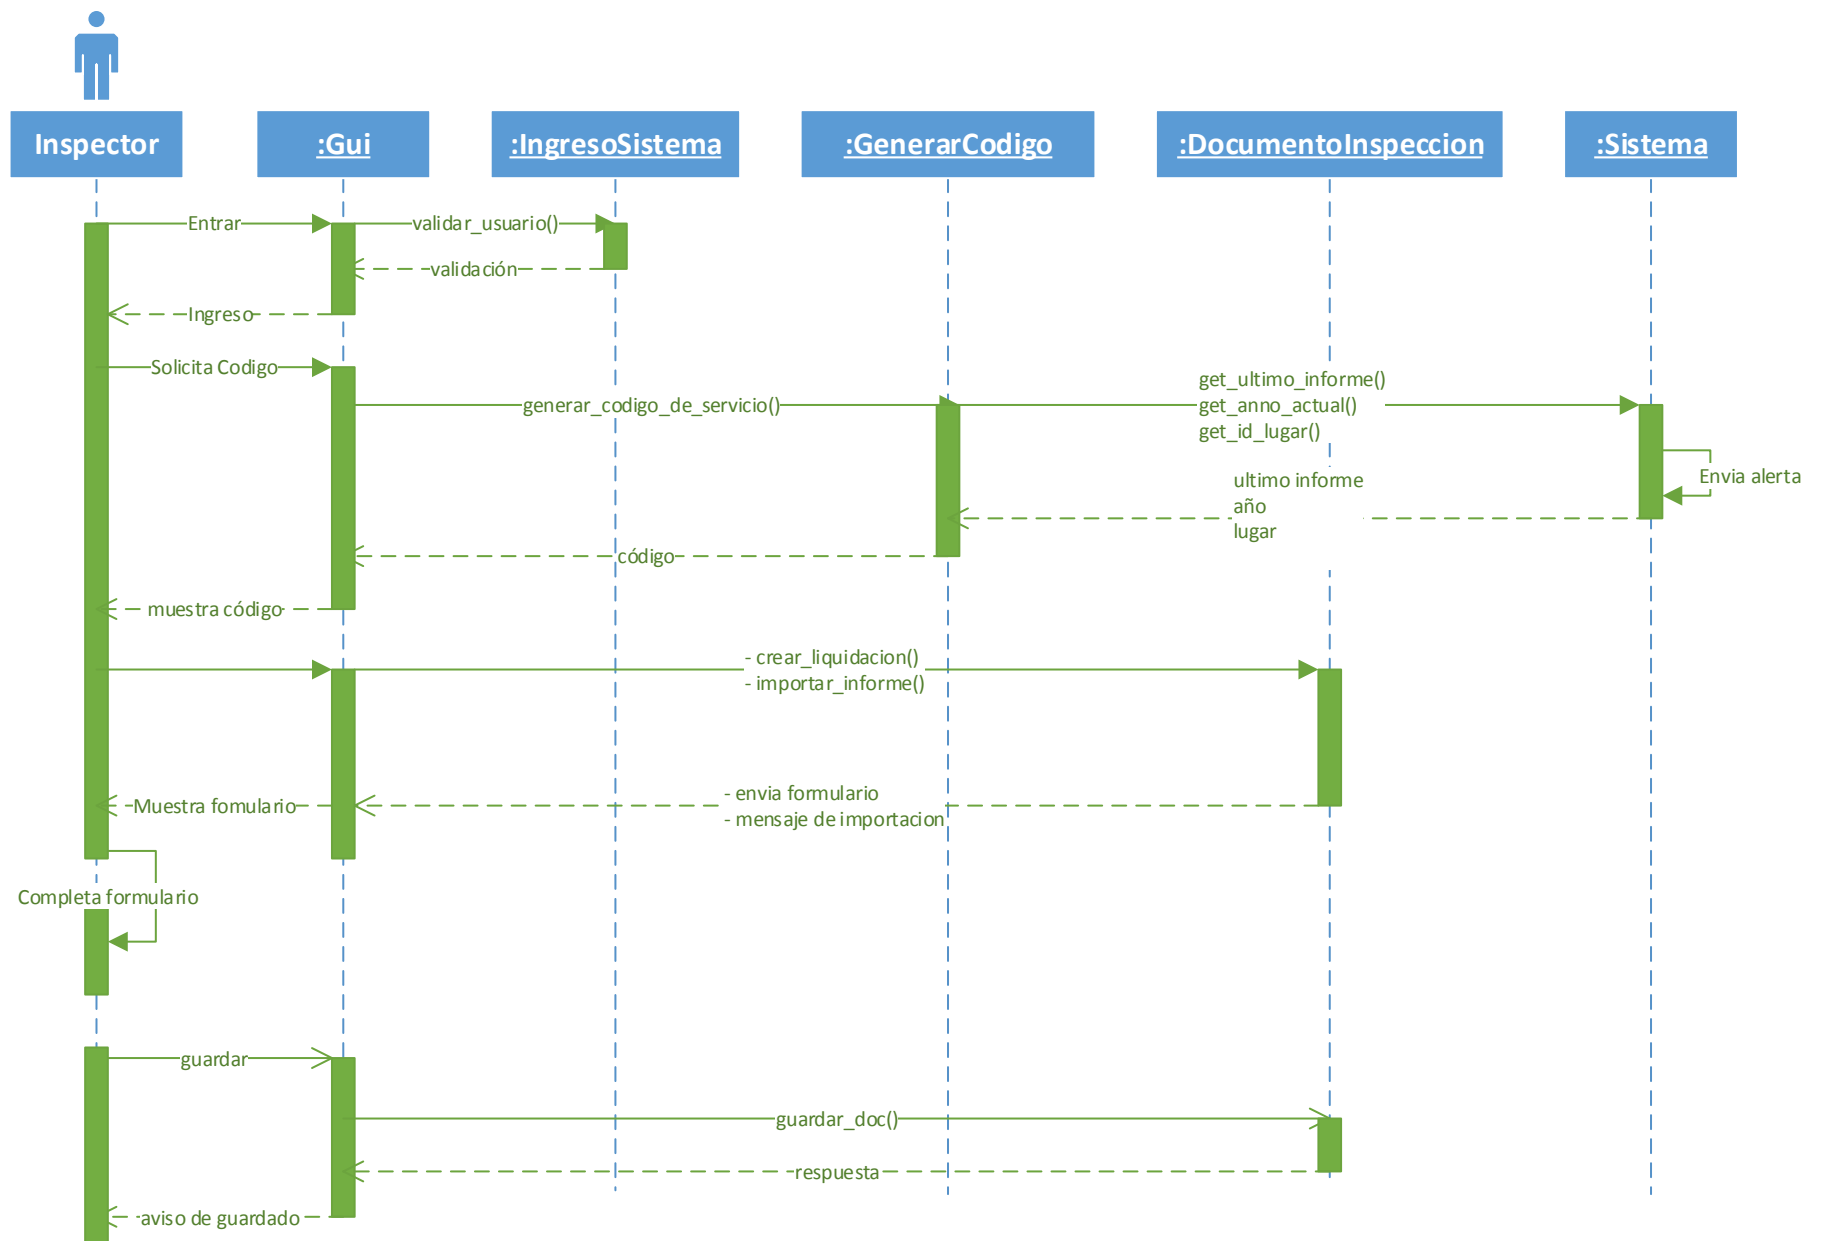 Inspector
:Gui
:IngresoSistema
:GenerarCodigo
:DocumentoInspeccion
:Sistema
Entrar
validar_usuario()
validación
Ingreso
Solicita Codigo
generar_codigo_de_servicio()
get_ultimo_informe()
get_anno_actual()
get_id_lugar()
Envia alerta
ultimo informe
año
lugar
código
muestra código
- crear_liquidacion()
- importar_informe()
Muestra fomulario
- envia formulario
- mensaje de importacion
Completa formulario
guardar
guardar_doc()
respuesta
aviso de guardado